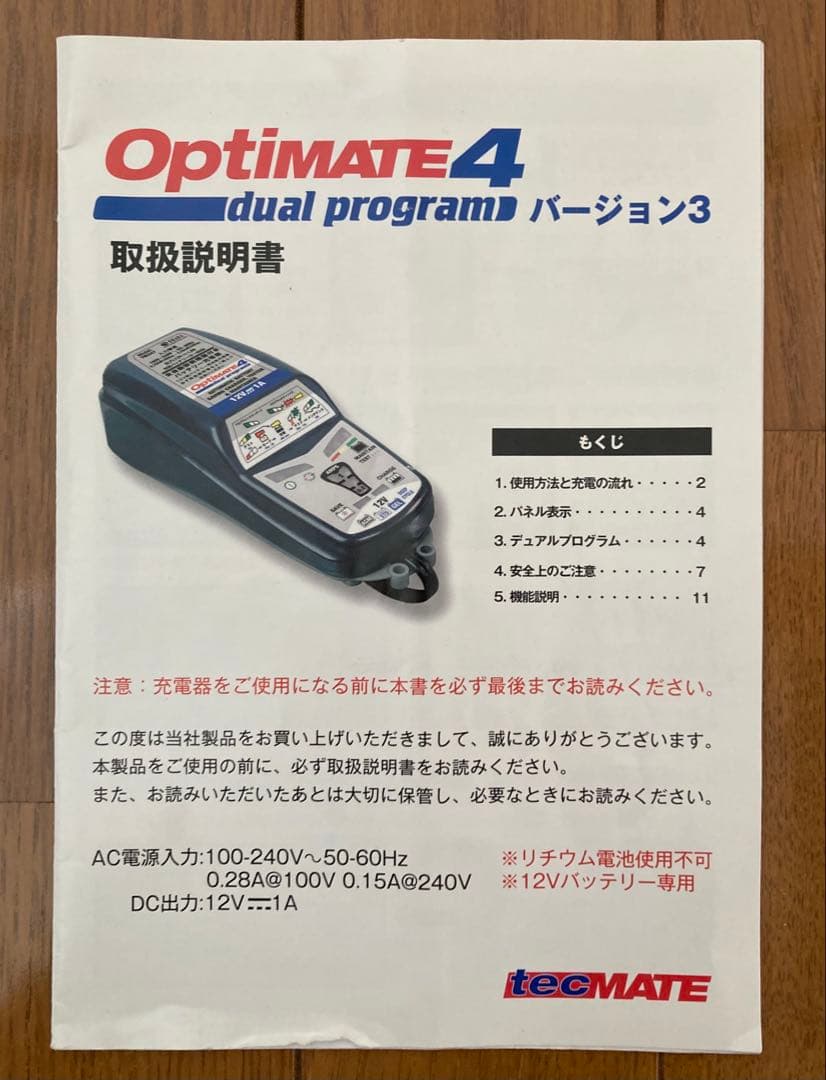 OptiMATE4
dual program バージョン3
取扱説明書
OptiMATE4
12V⎓1A
TEST
CHARGE
SAVE
12V
もくじ
1. 使用方法と充電の流れ・・・・・2
2. パネル表示・・・・・・・・・・4
3. デュアルプログラム・・・・・・4
4. 安全上のご注意・・・・・・・・7
5. 機能説明・・・・・・・・・・11
注意：充電器をご使用になる前に本書を必ず最後までお読みください。
この度は当社製品をお買い上げいただきまして、誠にありがとうございます。
本製品をご使用の前に、必ず取扱説明書をお読みください。
また、お読みいただいたあとは大切に保管し、必要なときにお読みください。
AC電源入力:100-240V～50-60Hz
0.28A@100V 0.15A@240V
DC出力:12V⎓1A
※リチウム電池使用不可
※12Vバッテリー専用
tecMATE